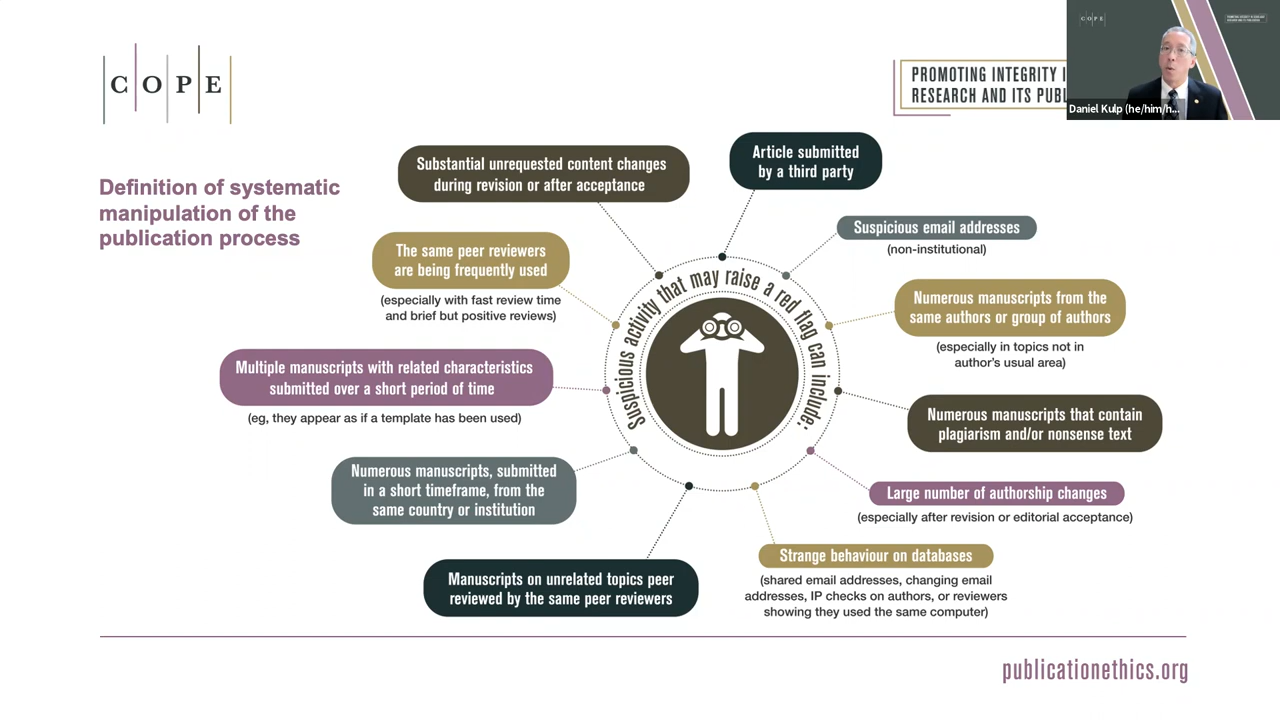 COPE
PROMOTING INTEGRITY I
RESEARCH AND ITS PUBL
COPE
Daniel Kulp (he/him/h...
Definition of systematic
manipulation of the
publication process
Suspicious activity that may raise a red flag can include:
Article submitted
by a third party
Suspicious email addresses
(non-institutional)
Numerous manuscripts from the
same authors or group of authors
(especially in topics not in
author's usual area)
Numerous manuscripts that contain
plagiarism and/or nonsense text
Large number of authorship changes
(especially after revision or editorial acceptance)
Strange behaviour on databases
(shared email addresses, changing email
addresses, IP checks on authors, or reviewers
showing they used the same computer)
Manuscripts on unrelated topics peer
reviewed by the same peer reviewers
Numerous manuscripts, submitted
in a short timeframe, from the
same country or institution
Multiple manuscripts with related characteristics
submitted over a short period of time
(eg, they appear as if a template has been used)
The same peer reviewers
are being frequently used
(especially with fast review time
and brief but positive reviews)
Substantial unrequested content changes
during revision or after acceptance
publicationethics.org